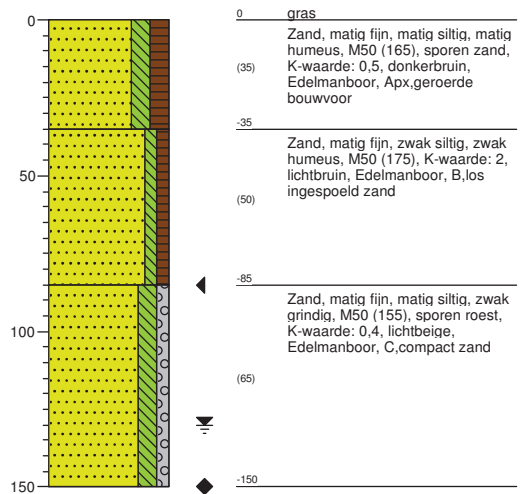 0
50
100
150
0 gras
Zand, matig fijn, matig siltig, matig
humeus, M50 (165), sporen zand,
(35) K-waarde: 0,5, donkerbruin,
Edelmanboor, Apx,geroerde
bouwvoor
-35
Zand, matig fijn, zwak siltig, zwak
humeus, M50 (175), K-waarde: 2,
lichtbruin, Edelmanboor, B,los
(50) ingespoeld zand
-85
Zand, matig fijn, matig siltig, zwak
grindig, M50 (155), sporen roest,
K-waarde: 0,4, lichtbeige,
Edelmanboor, C,compact zand
(65)
-150